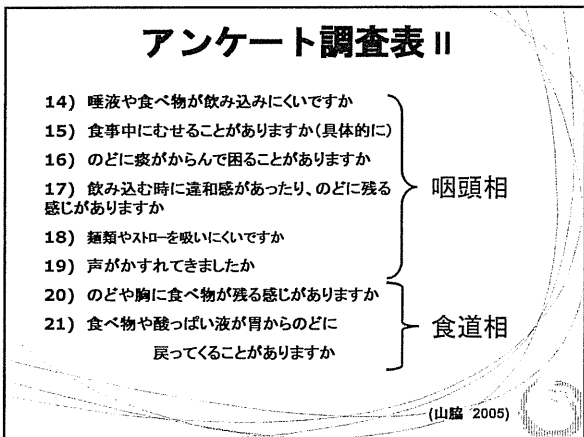 アンケート調査表Ⅱ
14) 唾液や食べ物が飲み込みにくいですか
15) 食事中にむせることがありますか(具体的に)
16) のどに痰がからんで困ることがありますか
17) 飲み込む時に違和感があったり、のどに残る
感じがありますか
18) 麺類やストローを吸いにくいですか
19) 声がかすれてきましたか
咽頭相
20) のどや胸に食べ物が残る感じがありますか
21) 食べ物や酸っぱい液が胃からのどに
戻ってくることがありますか
食道相
(山脇 2005)